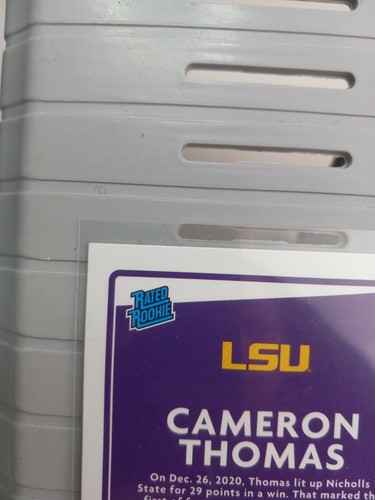 RATED
ROOKIE
LSU
CAMERON
THOMAS
On Dec. 26, 2020, Thomas lit up Nicholls
State for 29 points in a win. That marked th